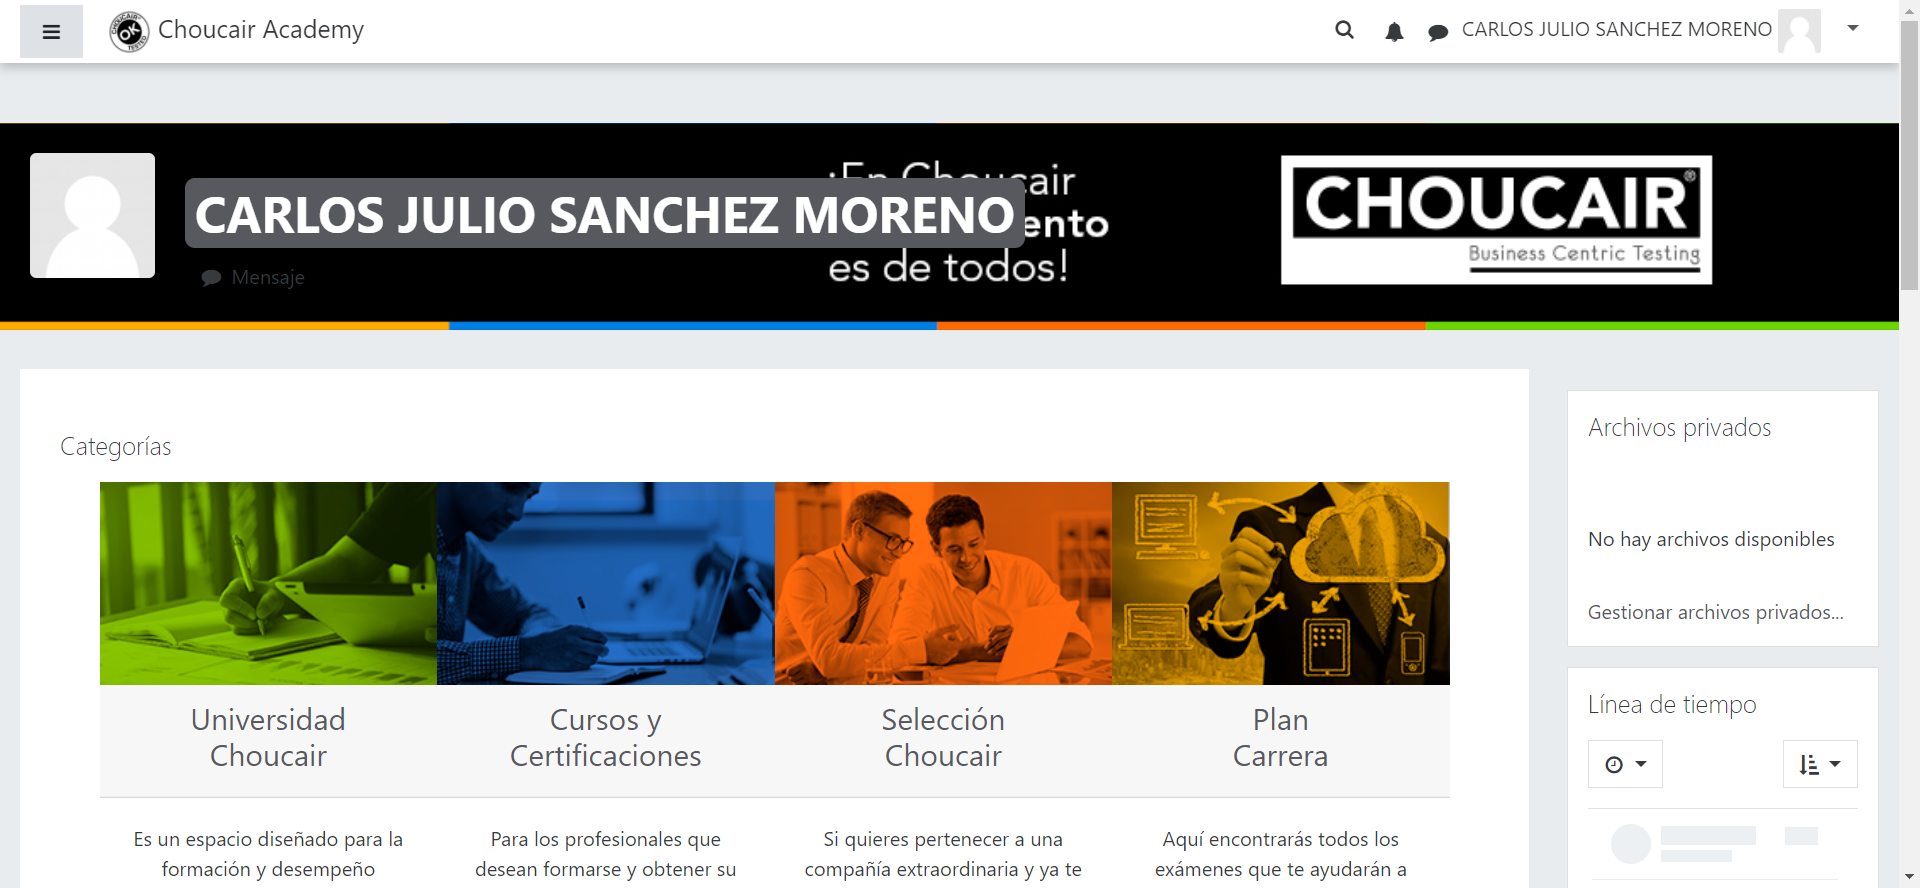 Choucair Academy
CARLOS JULIO SANCHEZ MORENO
CARLOS JULIO SANCHEZ MORENO
Mensaje
¡En Choucair
ento
es de todos!
CHOUCAIR®
Business Centric Testing
Categorías
Universidad
Choucair
Cursos y
Certificaciones
Selección
Choucair
Plan
Carrera
Es un espacio diseñado para la
formación y desempeño
Para los profesionales que
desean formarse y obtener su
Si quieres pertenecer a una
compañía extraordinaria y ya te
Aquí encontrarás todos los
exámenes que te ayudarán a
Archivos privados
No hay archivos disponibles
Gestionar archivos privados...
Línea de tiempo